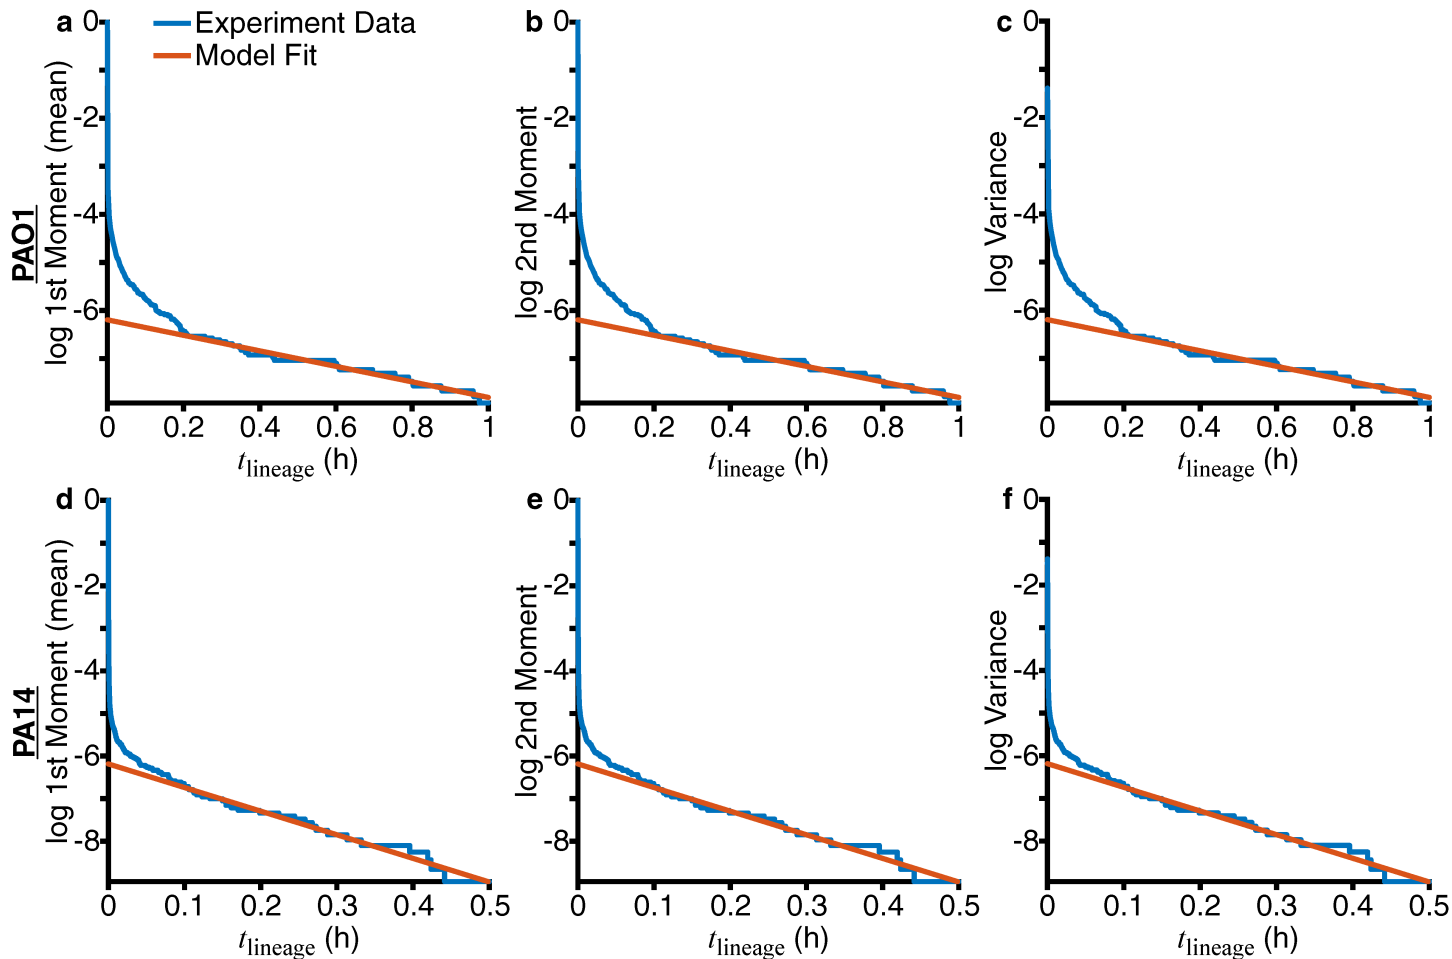 a
Experiment Data
Model Fit
0
-2
-4
-6
PAO1
log 1st Moment (mean)
0 0.2 0.4 0.6 0.8 1
tlineage (h)
b
0
-2
-4
-6
log 2nd Moment
0 0.2 0.4 0.6 0.8 1
tlineage (h)
c
0
-2
-4
-6
log Variance
0 0.2 0.4 0.6 0.8 1
tlineage (h)
d
0
-2
-4
-6
-8
PA14
log 1st Moment (mean)
0 0.1 0.2 0.3 0.4 0.5
tlineage (h)
e
0
-2
-4
-6
-8
log 2nd Moment
0 0.1 0.2 0.3 0.4 0.5
tlineage (h)
f
0
-2
-4
-6
-8
log Variance
0 0.1 0.2 0.3 0.4 0.5
tlineage (h)